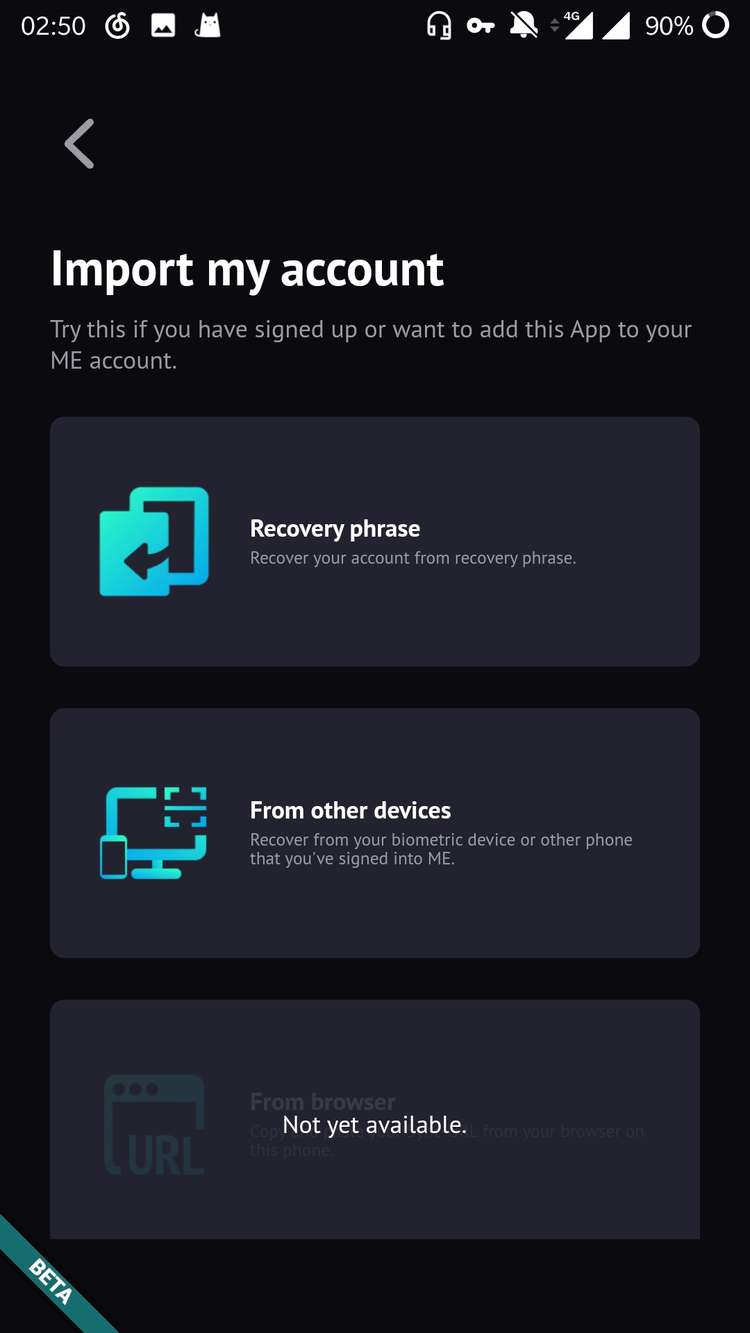 02:50
4G
90%
Import my account
Try this if you have signed up or want to add this App to your
ME account.
Recovery phrase
Recover your account from recovery phrase.
From other devices
Recover from your biometric device or other phone
that you've signed into ME.
From browser
Not yet available.
from your browser on
this phone.
URL
BETA